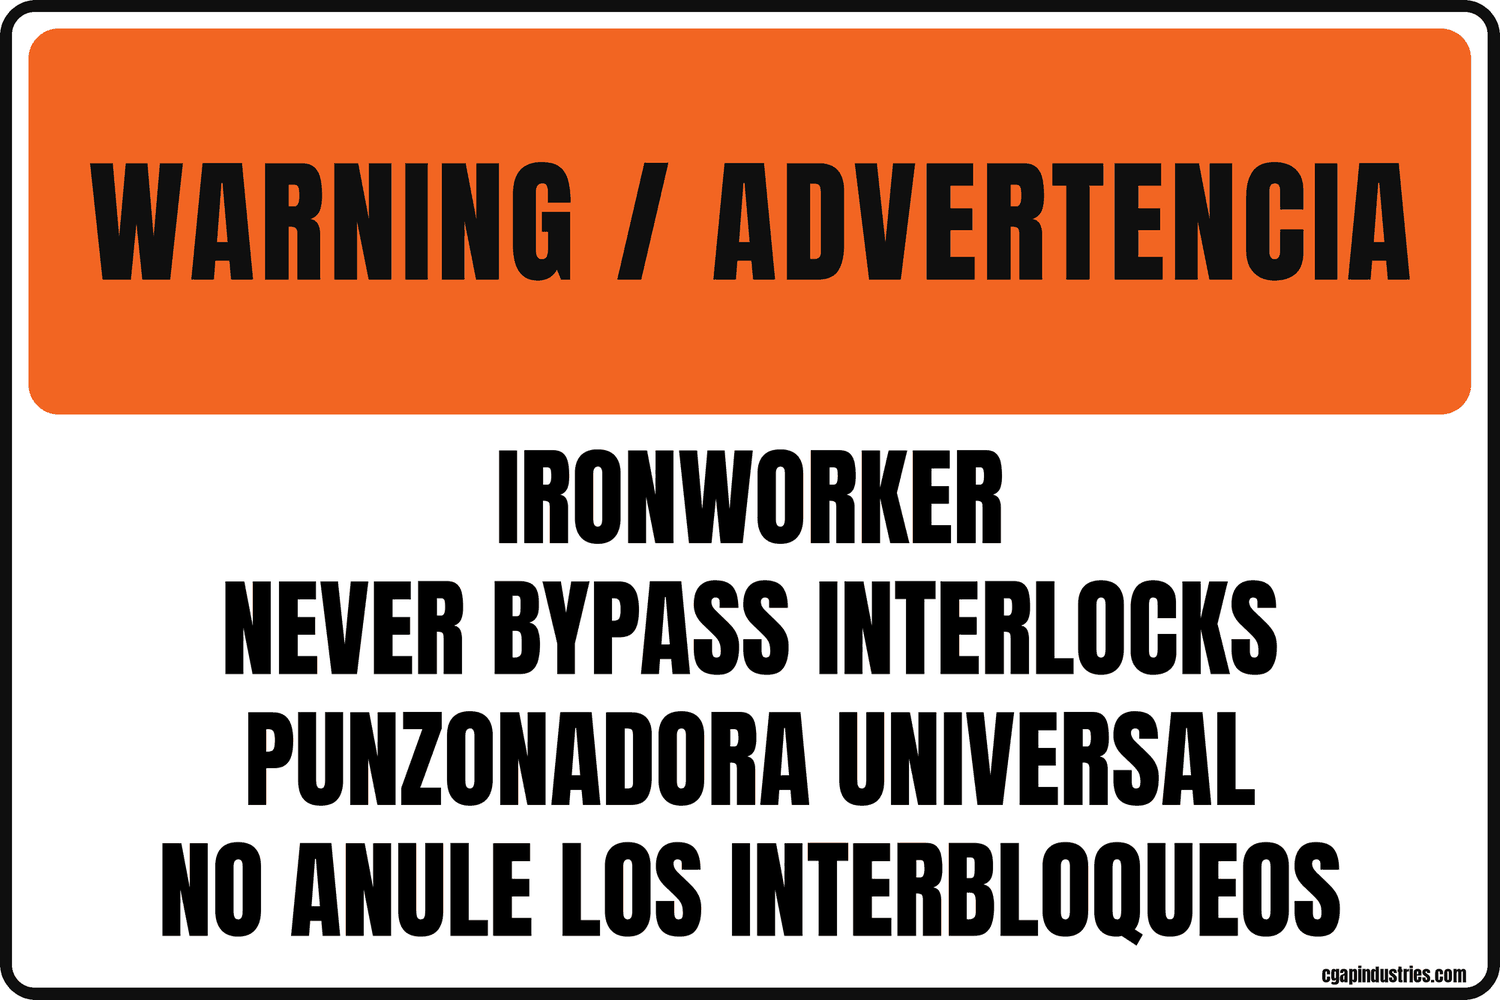 WARNING / ADVERTENCIA
IRONWORKER
NEVER BYPASS INTERLOCKS
PUNZONADORA UNIVERSAL
NO ANULE LOS INTERBLOQUEOS
cgapindustries.com